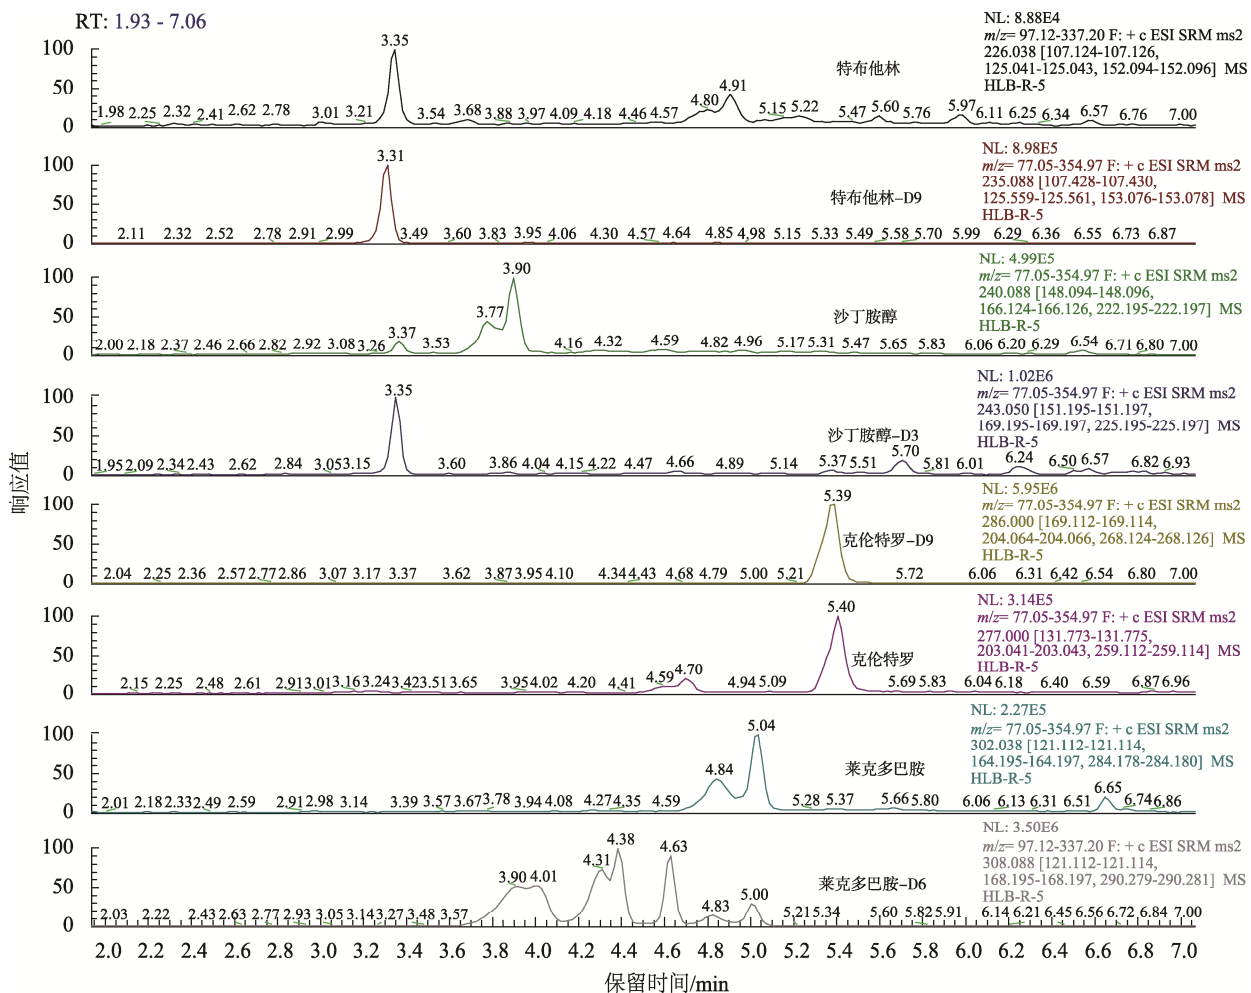 RT: 1.93 - 7.06
NL: 8.88E4
m/z= 97.12-337.20 F: + c ESI SRM ms2
226.038 [107.124-107.126,
125.041-125.043, 152.094-152.096] MS
HLB-R-5
特布他林
100
50
0
3.35
4.91
1.98 2.25 2.32 2.41 2.62 2.78 3.01 3.21 3.54 3.68 3.88 3.97 4.09 4.18 4.46 4.57 4.80 5.15 5.22 5.47 5.60 5.76 5.97 6.11 6.25 6.34 6.57 6.76 7.00
NL: 8.98E5
m/z= 77.05-354.97 F: + c ESI SRM ms2
235.088 [107.428-107.430,
125.559-125.561, 153.076-153.078] MS
HLB-R-5
特布他林-D9
100
50
0
3.31
2.11 2.32 2.52 2.78 2.91 2.99 3.49 3.60 3.83 3.95 4.06 4.30 4.57 4.64 4.85 4.98 5.15 5.33 5.49 5.58 5.70 5.99 6.29 6.36 6.55 6.73 6.87
NL: 4.99E5
m/z= 77.05-354.97 F: + c ESI SRM ms2
240.088 [148.094-148.096,
166.124-166.126, 222.195-222.197] MS
HLB-R-5
沙丁胺醇
100
50
0
3.90
3.77
2.00 2.18 2.37 2.46 2.66 2.82 2.92 3.08 3.26 3.37 3.53 4.16 4.32 4.59 4.82 4.96 5.17 5.31 5.47 5.65 5.83 6.06 6.20 6.29 6.54 6.71 6.80 7.00
NL: 1.02E6
m/z= 77.05-354.97 F: + c ESI SRM ms2
243.050 [151.195-151.197,
169.195-169.197, 225.195-225.197] MS
HLB-R-5
沙丁胺醇-D3
100
50
0
3.35
1.95 2.09 2.34 2.43 2.62 2.84 3.05 3.15 3.60 3.86 4.04 4.15 4.22 4.47 4.66 4.89 5.14 5.37 5.51 5.70 5.81 6.01 6.24 6.50 6.57 6.82 6.93
NL: 5.95E6
m/z= 77.05-354.97 F: + c ESI SRM ms2
286.000 [169.112-169.114,
204.064-204.066, 268.124-268.126] MS
HLB-R-5
克伦特罗-D9
100
50
0
5.39
2.04 2.25 2.36 2.57 2.77 2.86 3.07 3.17 3.37 3.62 3.87 3.95 4.10 4.34 4.43 4.68 4.79 5.00 5.21 5.72 6.06 6.31 6.42 6.54 6.80 7.00
NL: 3.14E5
m/z= 77.05-354.97 F: + c ESI SRM ms2
277.000 [131.773-131.775,
203.041-203.043, 259.112-259.114] MS
HLB-R-5
克伦特罗
100
50
0
5.40
2.15 2.25 2.48 2.61 2.91 3.01 3.16 3.24 3.42 3.51 3.65 3.95 4.02 4.20 4.41 4.59 4.70 4.94 5.09 5.69 5.83 6.04 6.18 6.40 6.59 6.87 6.96
NL: 2.27E5
m/z= 77.05-354.97 F: + c ESI SRM ms2
302.038 [121.112-121.114,
164.195-164.197, 284.178-284.180] MS
HLB-R-5
莱克多巴胺
100
50
0
5.04
4.84
2.01 2.18 2.33 2.49 2.59 2.91 2.98 3.14 3.39 3.57 3.67 3.78 3.94 4.08 4.27 4.35 4.59 5.28 5.37 5.66 5.80 6.06 6.13 6.31 6.51 6.65 6.74 6.86
NL: 3.50E6
m/z= 97.12-337.20 F: + c ESI SRM ms2
308.088 [121.112-121.114,
168.195-168.197, 290.279-290.281] MS
HLB-R-5
莱克多巴胺-D6
100
50
0
3.90 4.01 4.31 4.38 4.63
2.03 2.22 2.43 2.63 2.77 2.93 3.05 3.14 3.27 3.48 3.57 4.83 5.00 5.21 5.34 5.60 5.82 5.91 6.14 6.21 6.45 6.56 6.72 6.84 7.00
2.0 2.2 2.4 2.6 2.8 3.0 3.2 3.4 3.6 3.8 4.0 4.2 4.4 4.6 4.8 5.0 5.2 5.4 5.6 5.8 6.0 6.2 6.4 6.6 6.8 7.0
保留时间/min
响应值